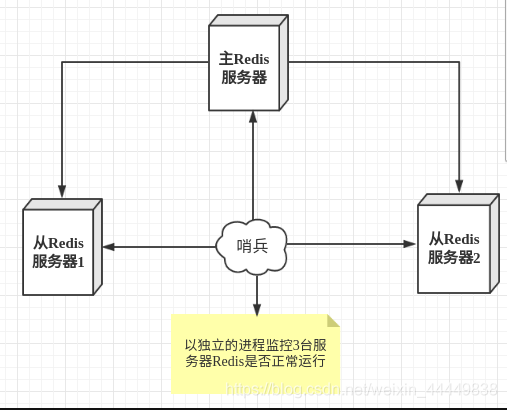 主Redis
服务器
从Redis
服务器1
哨兵
从Redis
服务器2
以独立的进程监控3台服
务器Redis是否正常运行
https://blog.csdn.net/weixin_44449838